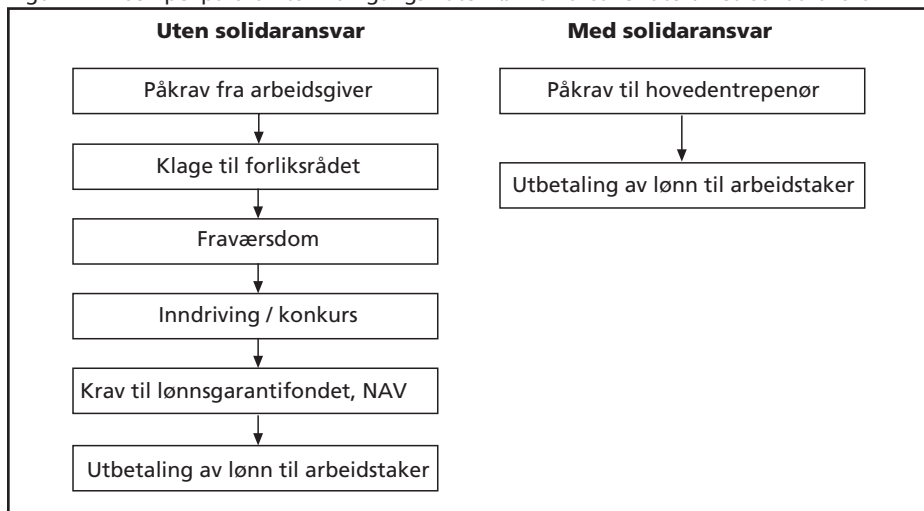 Uten solidaransvar
Påkrav fra arbeidsgiver
Klage til forliksrådet
Fraværsdom
Inndriving / konkurs
Krav til lønnsgarantifondet, NAV
Utbetaling av lønn til arbeidstaker
Med solidaransvar
Påkrav til hovedentrepenør
Utbetaling av lønn til arbeidstaker